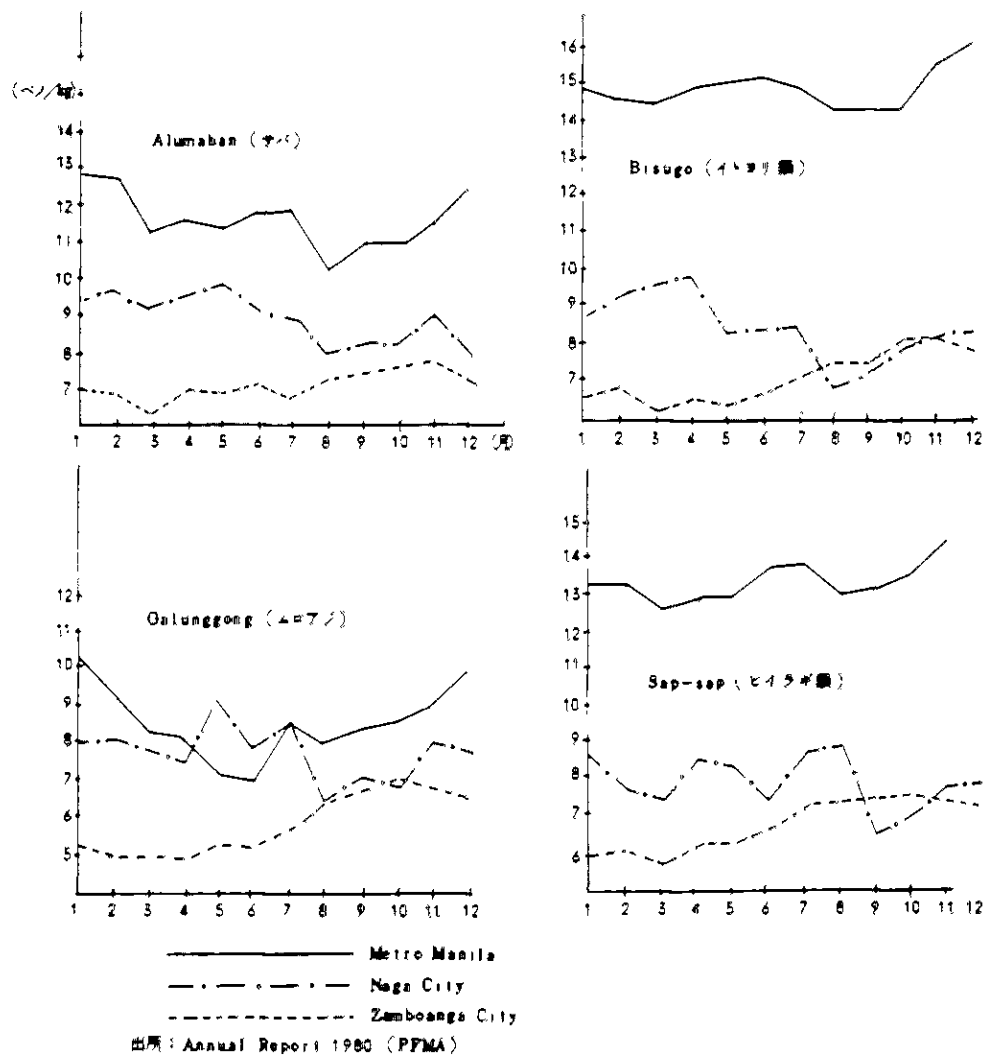 (ペソ/kg)
14
13
12
11
10
9
8
7
1 2 3 4 5 6 7 8 9 10 11 12 (月)
Alumahan (サバ)
16
15
14
13
12
11
10
9
8
7
1 2 3 4 5 6 7 8 9 10 11 12
Bisugo (イトヨリ類)
12
11
10
9
8
7
6
5
1 2 3 4 5 6 7 8 9 10 11 12
Galunggong (ムロアジ)
15
14
13
12
11
10
9
8
7
6
1 2 3 4 5 6 7 8 9 10 11 12
Sap-sap (ヒイラギ類)
Metro Manila
Naga City
Zamboanga City
出所：Annual Report 1980 (PFMA)